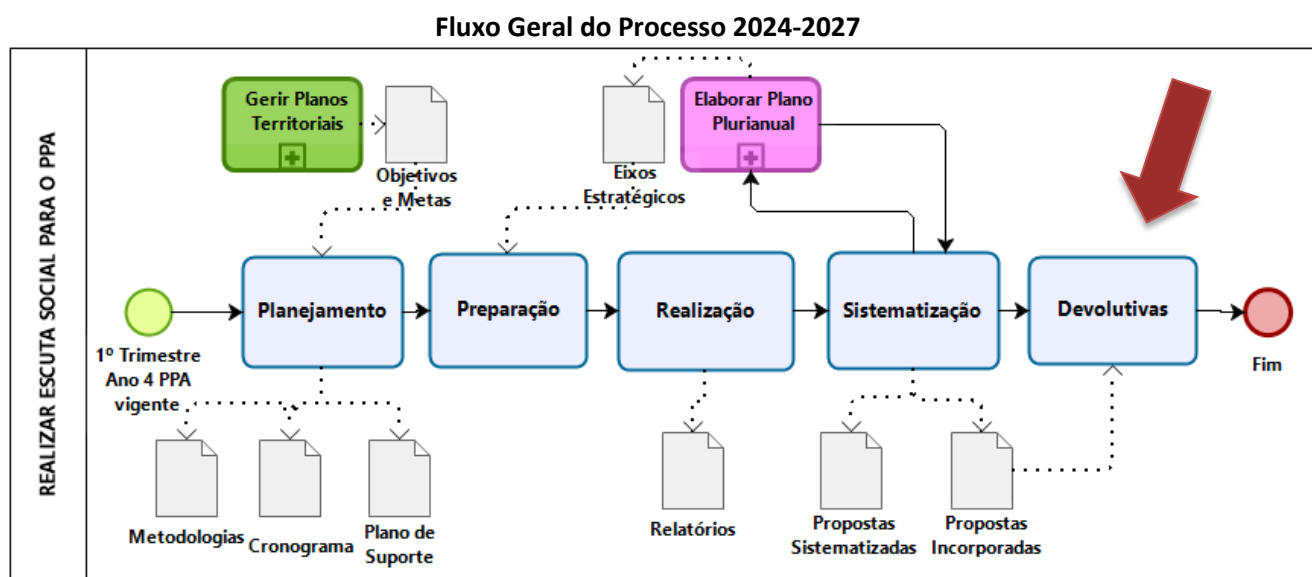 Fluxo Geral do Processo 2024-2027
REALIZAR ESCUTA SOCIAL PARA O PPA
Gerir Planos
Territoriais
Objetivos
e Metas
Eixos
Estratégicos
Elaborar Plano
Plurianual
1º Trimestre
Ano 4 PPA
vigente
Planejamento
Preparação
Realização
Sistematização
Devolutivas
Fim
Metodologias
Cronograma
Plano de
Suporte
Relatórios
Propostas
Sistematizadas
Propostas
Incorporadas